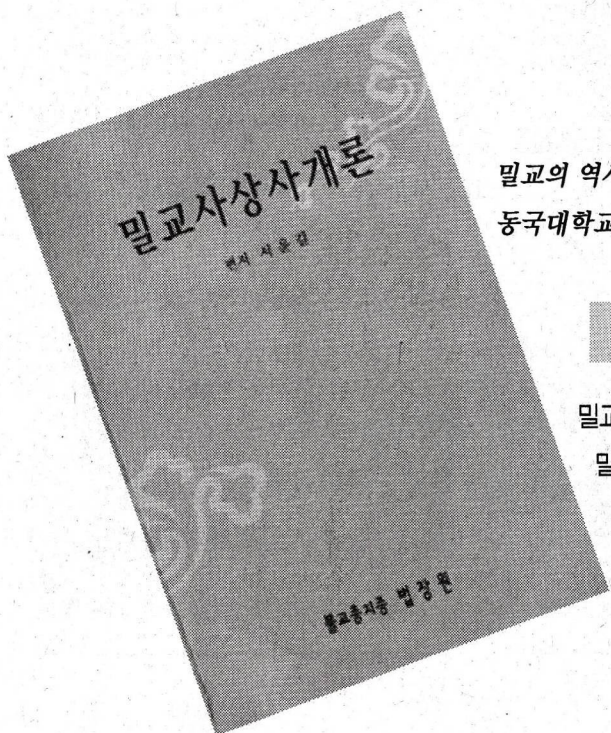 밀교사상사개론
편저 서윤길
불교총지종 법장원
밀교의 역사
동국대학교
밀교
밀